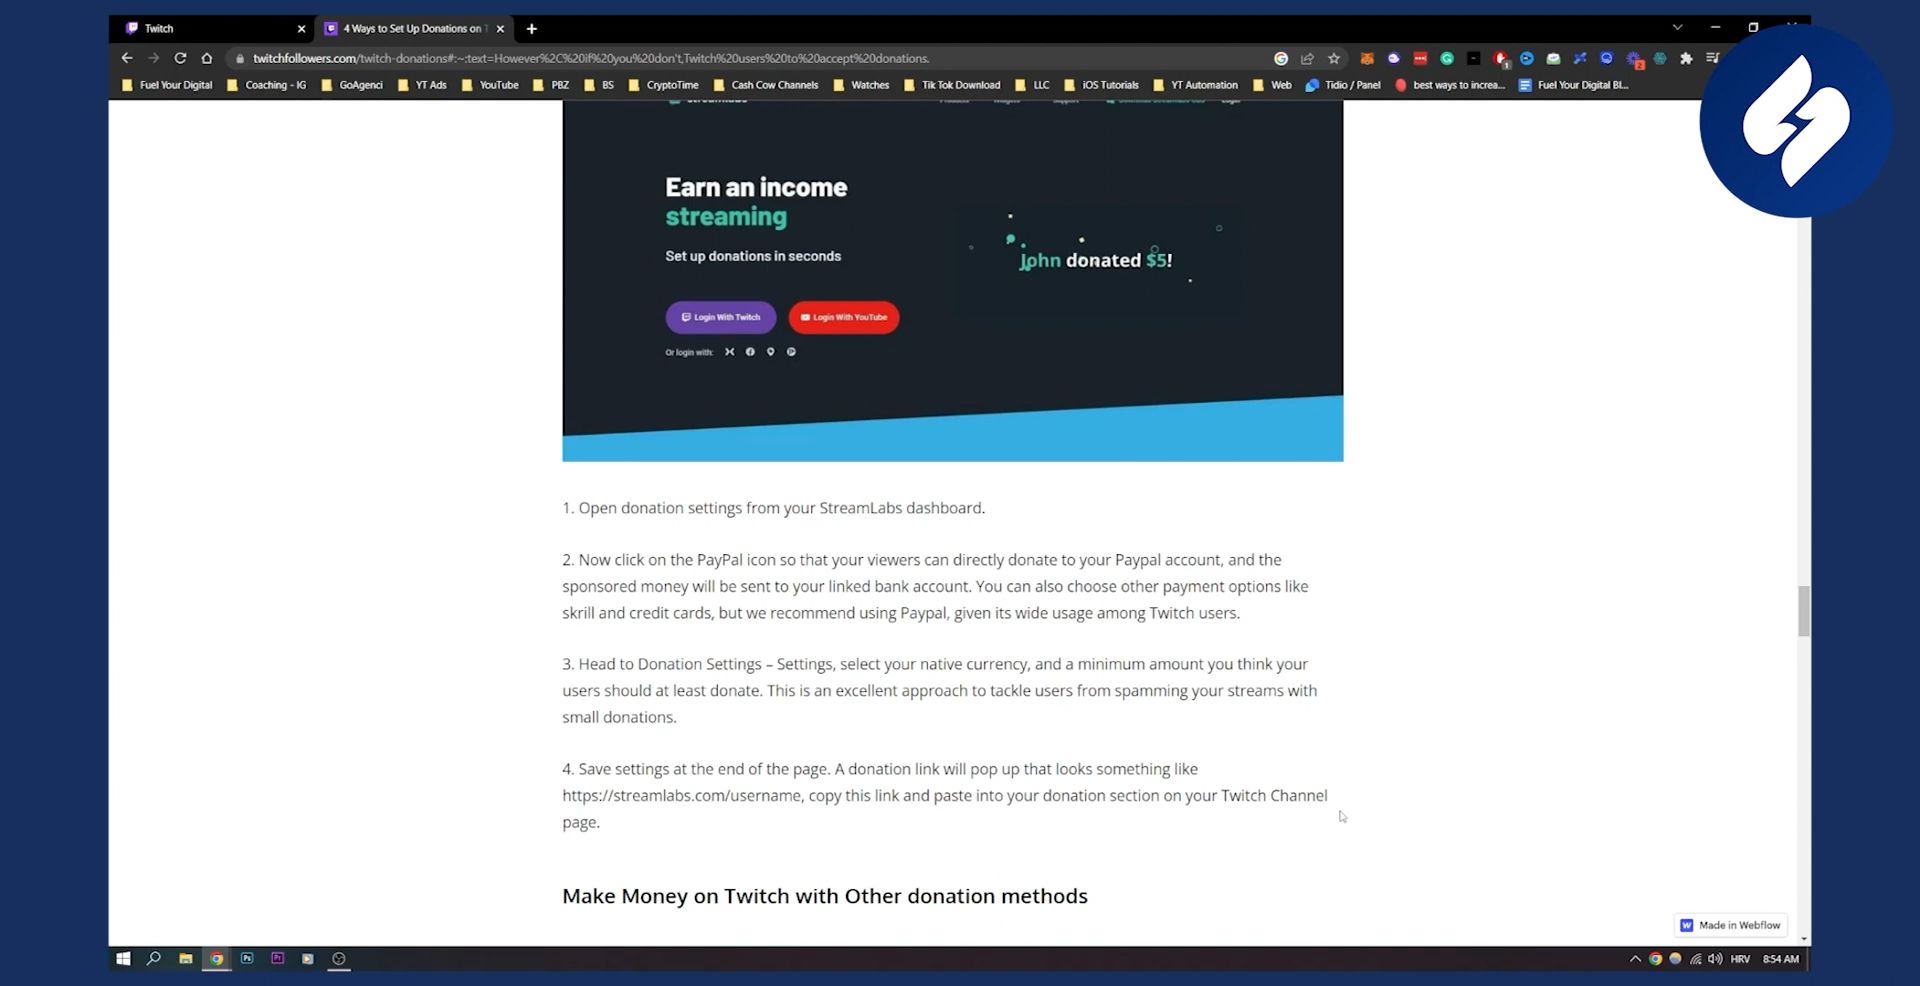 Twitch
4 Ways to Set Up Donations on
twitchfollowers.com/twitch-donations#:~:text=However%2C%20if%20you%20don't,Twitch%20users%20to%20accept%20donations.
Fuel Your Digital
Coaching - IG
GoAgenci
YT Ads
YouTube
PBZ
BS
CryptoTime
Cash Cow Channels
Watches
Tik Tok Download
LLC
iOS Tutorials
YT Automation
Web
Tidio / Panel
best ways to increa...
Fuel Your Digital Bl...
Earn an income
streaming
Set up donations in seconds
John donated $5!
Login With Twitch
Login With YouTube
Or login with:
1. Open donation settings from your StreamLabs dashboard.
2. Now click on the PayPal icon so that your viewers can directly donate to your Paypal account, and the
sponsored money will be sent to your linked bank account. You can also choose other payment options like
skrill and credit cards, but we recommend using Paypal, given its wide usage among Twitch users.
3. Head to Donation Settings – Settings, select your native currency, and a minimum amount you think your
users should at least donate. This is an excellent approach to tackle users from spamming your streams with
small donations.
4. Save settings at the end of the page. A donation link will pop up that looks something like
https://streamlabs.com/username, copy this link and paste into your donation section on your Twitch Channel
page.
Make Money on Twitch with Other donation methods
Made in Webflow
Ps
Pr
HRV
8:54 AM